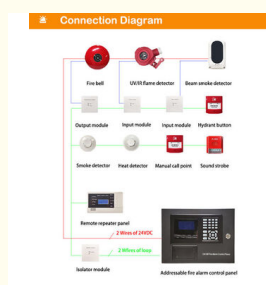 Connection Diagram
Fire bell
UV/IR flame detector
Beam smoke detector
Output module
Input module
Input module
Hydrant button
Smoke detector
Heat detector
Manual call point
Sound strobe
Remote repeater panel
2 Wires of 24VDC
2 Wires of loop
Isolator module
Addressable fire alarm control panel